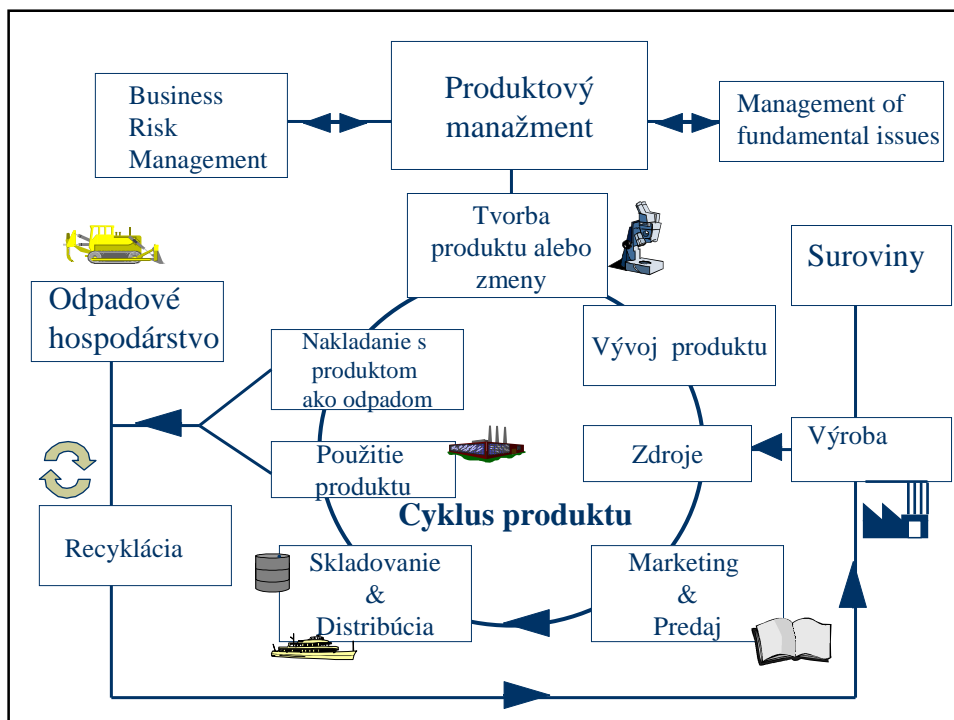 Business
Risk
Management
Produktový
manažment
Management of
fundamental issues
Tvorba
produktu alebo
zmeny
Suroviny
Odpadové
hospodárstvo
Nakladanie s
produktom
ako odpadom
Vývoj produktu
Použitie
produktu
Zdroje
Výroba
Cyklus produktu
Recyklácia
Skladovanie
&
Distribúcia
Marketing
&
Predaj